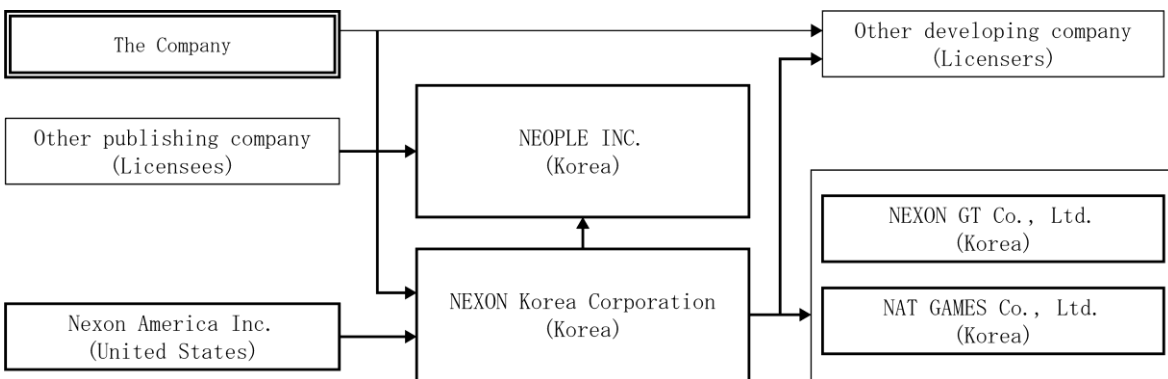 The Company
Other developing company
(Licensers)
Other publishing company
(Licensees)
NEOPLE INC.
(Korea)
NEXON GT Co., Ltd.
(Korea)
NEXON Korea Corporation
(Korea)
NAT GAMES Co., Ltd.
(Korea)
Nexon America Inc.
(United States)